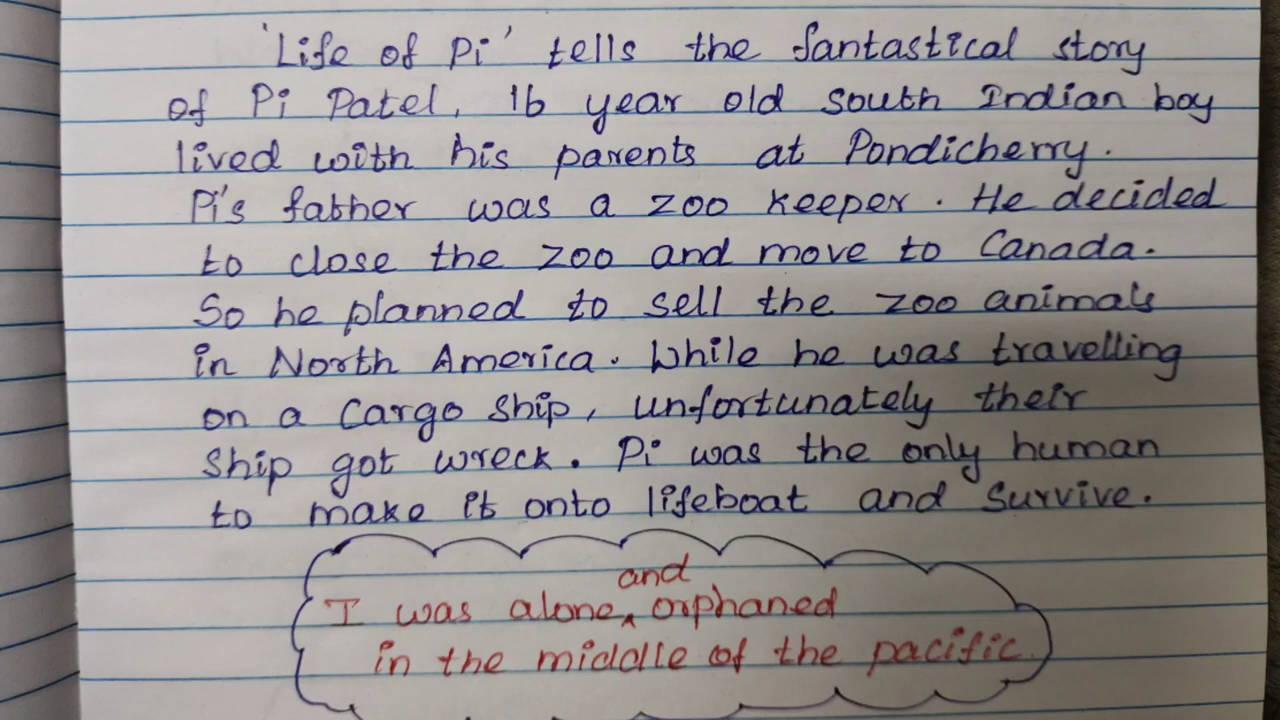 'Life of Pi' tells the fantastical story
of Pi Patel, 16 year old south Indian boy
lived with his parents at Pondicherry.
Pi's father was a zoo keeper. He decided
to close the zoo and move to Canada.
So he planned to sell the zoo animals
in North America. While he was travelling
on a cargo ship, unfortunately their
ship got wreck. Pi was the only human
to make it onto lifeboat and survive.
and
I was alone‸ orphaned
in the middle of the pacific.